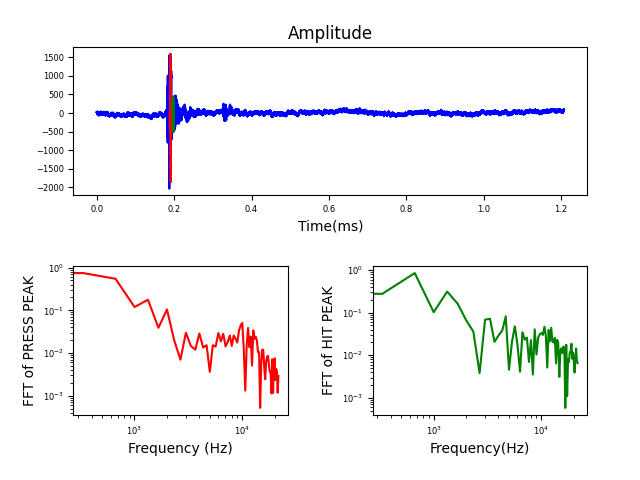 Amplitude
1500
1000
500
0
−500
−1000
−1500
−2000
0.0 0.2 0.4 0.6 0.8 1.0 1.2
Time(ms)
FFT of PRESS PEAK
10⁰
10⁻¹
10⁻²
10⁻³
10³ 10⁴
Frequency (Hz)
FFT of HIT PEAK
10⁰
10⁻¹
10⁻²
10⁻³
10³ 10⁴
Frequency(Hz)